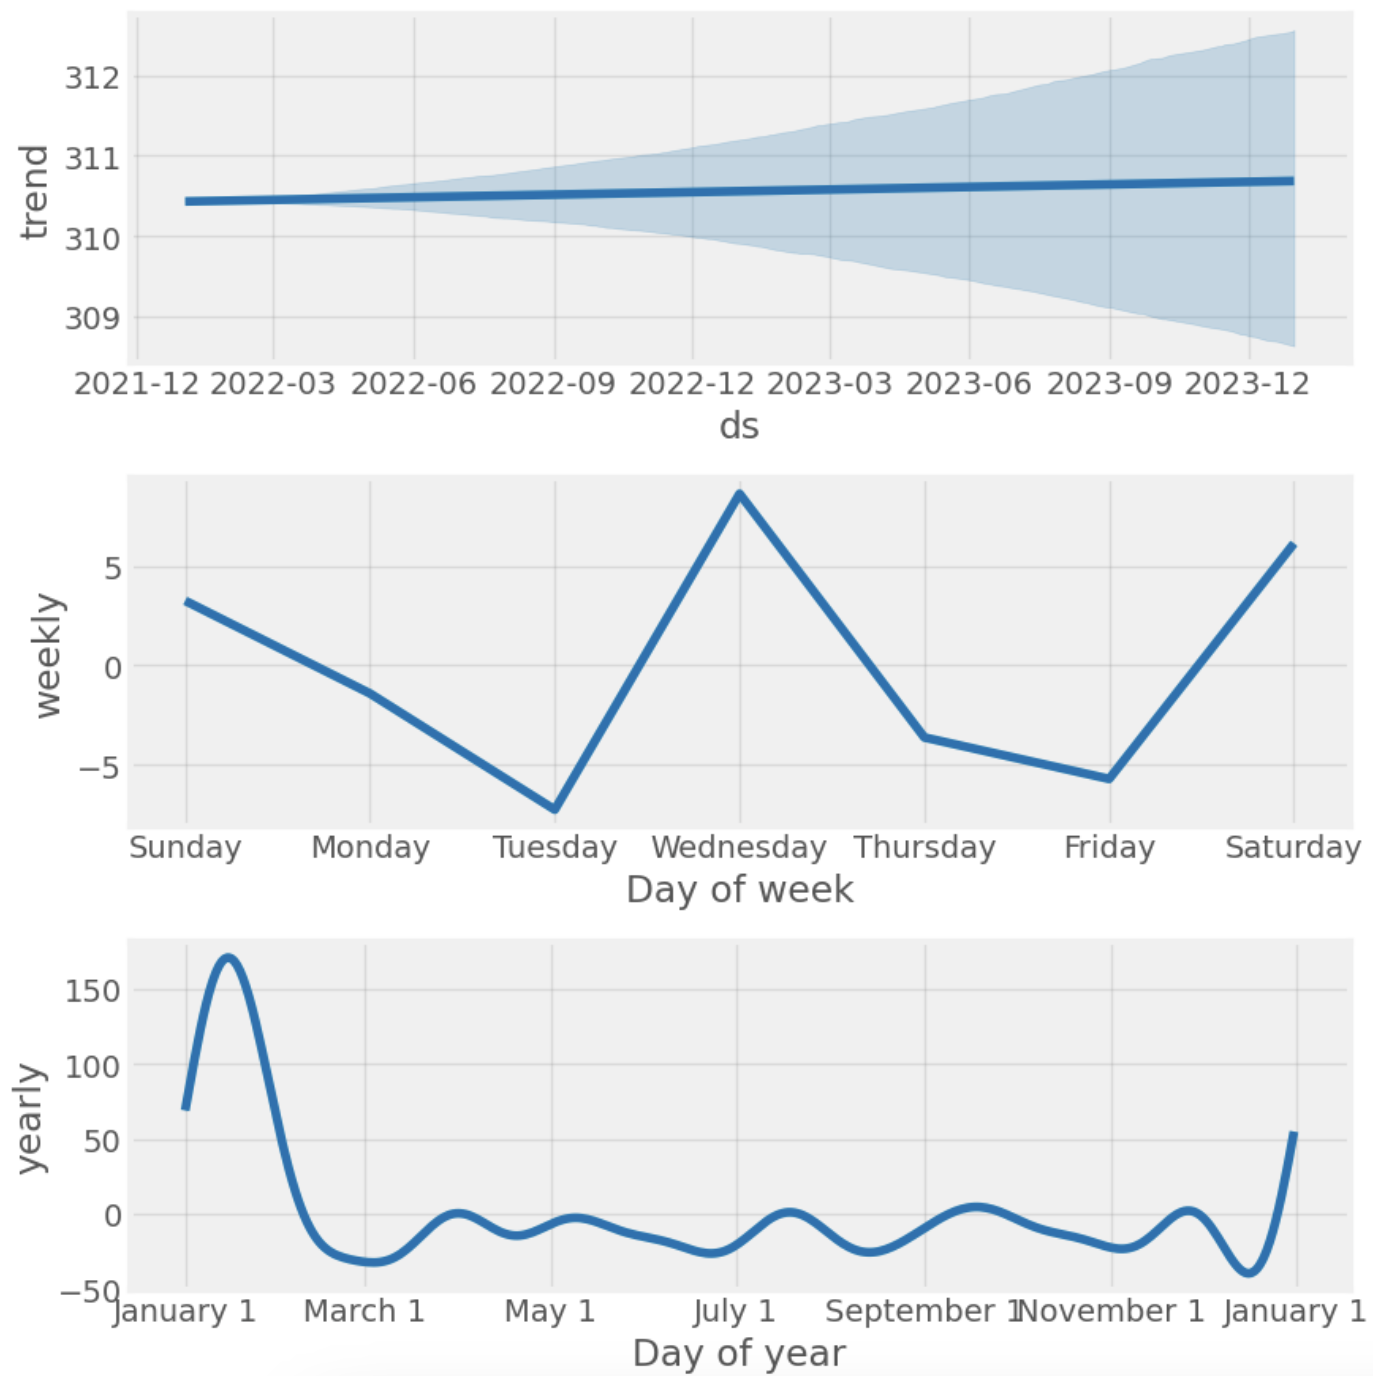 312
311
310
309
trend
2021-12 2022-03 2022-06 2022-09 2022-12 2023-03 2023-06 2023-09 2023-12
ds
5
0
−5
weekly
Sunday Monday Tuesday Wednesday Thursday Friday Saturday
Day of week
150
100
50
0
−50
yearly
January 1 March 1 May 1 July 1 September 1 November 1 January 1
Day of year